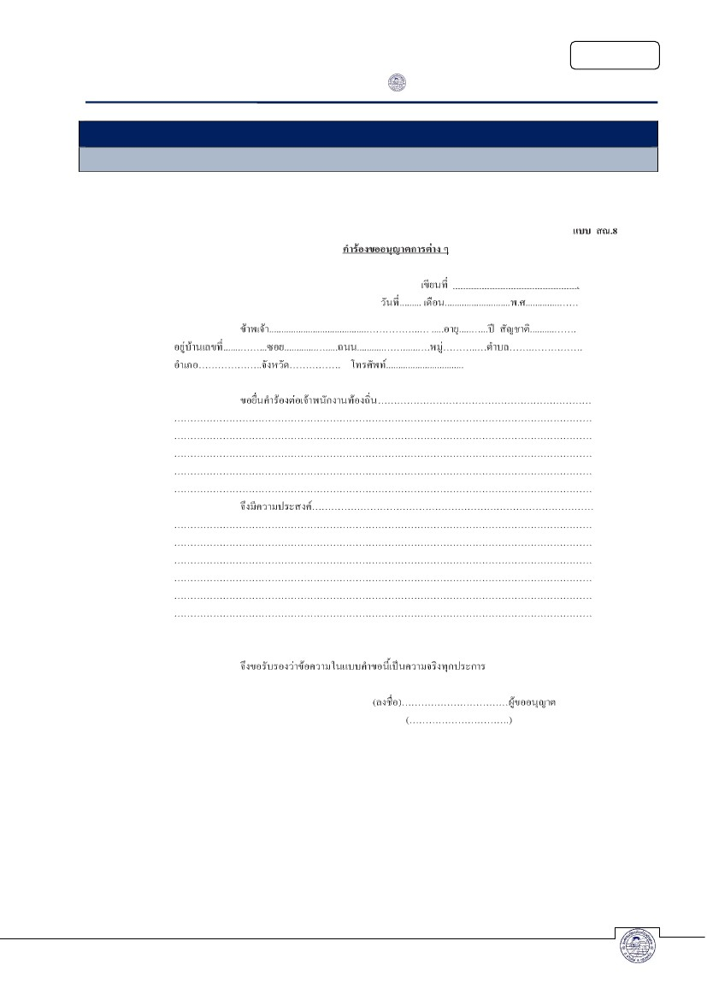 แบบ สณ.8
คำร้องขออนุญาตการต่าง ๆ
เขียนที่ ................................................
วันที่......... เดือน...........................พ.ศ....................
ข้าพเจ้า.......................................………………... .....อายุ....…....ปี สัญชาติ..........…….
อยู่บ้านเลขที่.......……...ซอย.............…......ถนน...........……......…หมู่………..…ตำบล……..…………….
อำเภอ………………..จังหวัด……………. โทรศัพท์................................
ขอยื่นคำร้องต่อเจ้าพนักงานท้องถิ่น…………………………………………………………
……………………………………………………………………………………………………………………
……………………………………………………………………………………………………………………
……………………………………………………………………………………………………………………
……………………………………………………………………………………………………………………
……………………………………………………………………………………………………………………
จึงมีความประสงค์……………………………………………………………………………
……………………………………………………………………………………………………………………
……………………………………………………………………………………………………………………
……………………………………………………………………………………………………………………
……………………………………………………………………………………………………………………
……………………………………………………………………………………………………………………
……………………………………………………………………………………………………………………
จึงขอรับรองว่าข้อความในแบบคำขอนี้เป็นความจริงทุกประการ
(ลงชื่อ)……………………………ผู้ขออนุญาต
(………………………….)